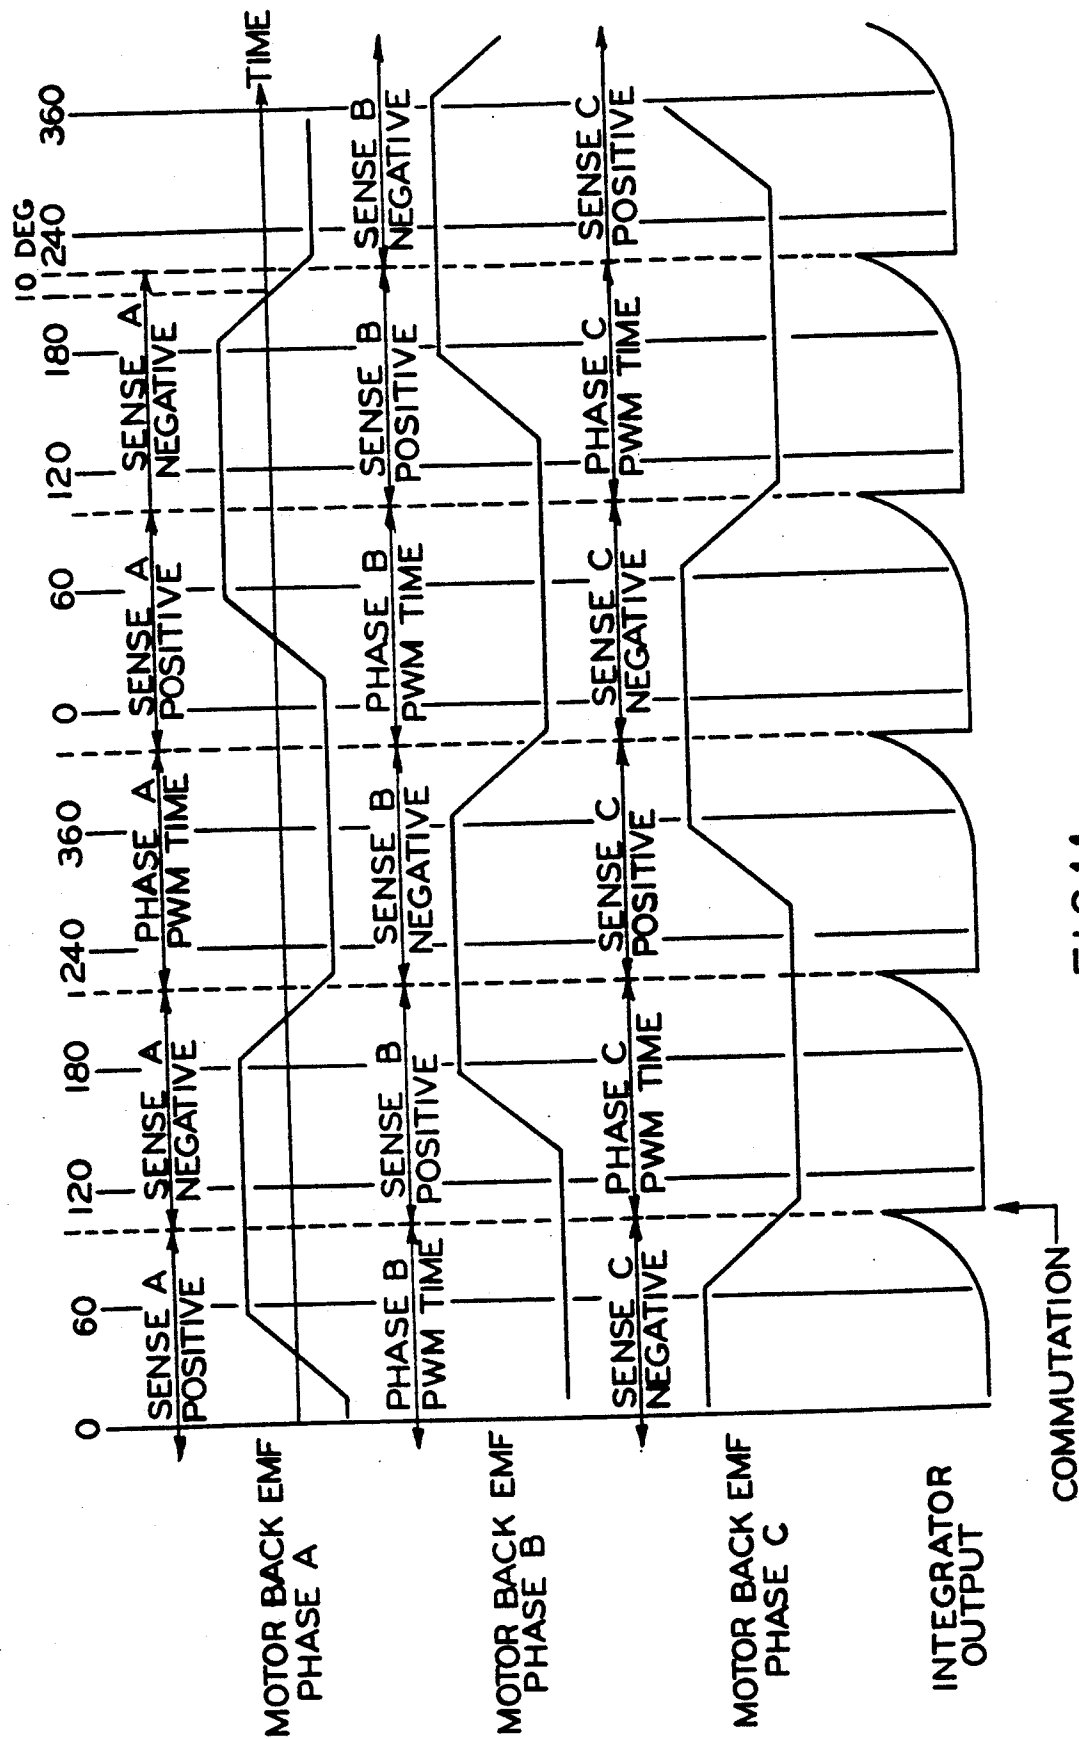 10 DEG
0 60 120 180 240 360 0 60 120 180 240 360
SENSE A
POSITIVE
SENSE A
NEGATIVE
PHASE A
PWM TIME
SENSE A
POSITIVE
SENSE A
NEGATIVE
TIME
MOTOR BACK EMF
PHASE A
PHASE B
PWM TIME
SENSE B
POSITIVE
SENSE B
NEGATIVE
PHASE B
PWM TIME
SENSE B
POSITIVE
SENSE B
NEGATIVE
MOTOR BACK EMF
PHASE B
SENSE C
NEGATIVE
PHASE C
PWM TIME
SENSE C
POSITIVE
SENSE C
NEGATIVE
PHASE C
PWM TIME
SENSE C
POSITIVE
MOTOR BACK EMF
PHASE C
INTEGRATOR
OUTPUT
COMMUTATION